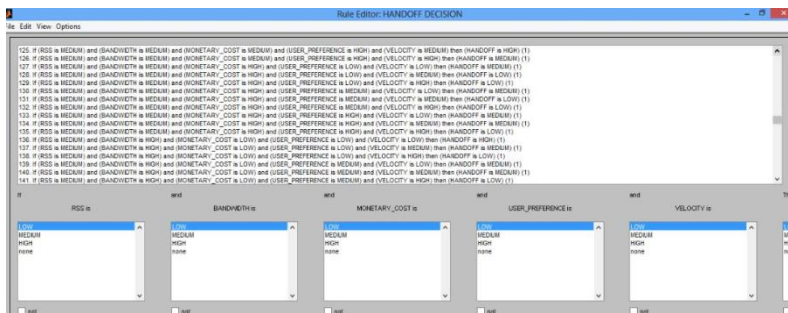 Rule Editor: HANDOFF DECISION
File Edit View Options
125. If (RSS is MEDIUM) and (BANDWIDTH is MEDIUM) and (MONETARY_COST is MEDIUM) and (USER_PREFERENCE is HIGH) and (VELOCITY is MEDIUM) then (HANDOFF is HIGH) (1)
126. If (RSS is MEDIUM) and (BANDWIDTH is MEDIUM) and (MONETARY_COST is MEDIUM) and (USER_PREFERENCE is HIGH) and (VELOCITY is HIGH) then (HANDOFF is MEDIUM) (1)
127. If (RSS is MEDIUM) and (BANDWIDTH is MEDIUM) and (MONETARY_COST is HIGH) and (USER_PREFERENCE is LOW) and (VELOCITY is LOW) then (HANDOFF is MEDIUM) (1)
128. If (RSS is MEDIUM) and (BANDWIDTH is MEDIUM) and (MONETARY_COST is HIGH) and (USER_PREFERENCE is LOW) and (VELOCITY is MEDIUM) then (HANDOFF is LOW) (1)
129. If (RSS is MEDIUM) and (BANDWIDTH is MEDIUM) and (MONETARY_COST is HIGH) and (USER_PREFERENCE is LOW) and (VELOCITY is HIGH) then (HANDOFF is LOW) (1)
130. If (RSS is MEDIUM) and (BANDWIDTH is MEDIUM) and (MONETARY_COST is HIGH) and (USER_PREFERENCE is MEDIUM) and (VELOCITY is LOW) then (HANDOFF is MEDIUM) (1)
131. If (RSS is MEDIUM) and (BANDWIDTH is MEDIUM) and (MONETARY_COST is HIGH) and (USER_PREFERENCE is MEDIUM) and (VELOCITY is MEDIUM) then (HANDOFF is LOW) (1)
132. If (RSS is MEDIUM) and (BANDWIDTH is MEDIUM) and (MONETARY_COST is HIGH) and (USER_PREFERENCE is MEDIUM) and (VELOCITY is HIGH) then (HANDOFF is LOW) (1)
133. If (RSS is MEDIUM) and (BANDWIDTH is MEDIUM) and (MONETARY_COST is HIGH) and (USER_PREFERENCE is HIGH) and (VELOCITY is LOW) then (HANDOFF is MEDIUM) (1)
134. If (RSS is MEDIUM) and (BANDWIDTH is MEDIUM) and (MONETARY_COST is HIGH) and (USER_PREFERENCE is HIGH) and (VELOCITY is MEDIUM) then (HANDOFF is MEDIUM) (1)
135. If (RSS is MEDIUM) and (BANDWIDTH is MEDIUM) and (MONETARY_COST is HIGH) and (USER_PREFERENCE is HIGH) and (VELOCITY is HIGH) then (HANDOFF is LOW) (1)
136. If (RSS is MEDIUM) and (BANDWIDTH is HIGH) and (MONETARY_COST is LOW) and (USER_PREFERENCE is LOW) and (VELOCITY is LOW) then (HANDOFF is HIGH) (1)
137. If (RSS is MEDIUM) and (BANDWIDTH is HIGH) and (MONETARY_COST is LOW) and (USER_PREFERENCE is LOW) and (VELOCITY is MEDIUM) then (HANDOFF is MEDIUM) (1)
138. If (RSS is MEDIUM) and (BANDWIDTH is HIGH) and (MONETARY_COST is LOW) and (USER_PREFERENCE is LOW) and (VELOCITY is HIGH) then (HANDOFF is LOW) (1)
139. If (RSS is MEDIUM) and (BANDWIDTH is HIGH) and (MONETARY_COST is LOW) and (USER_PREFERENCE is MEDIUM) and (VELOCITY is LOW) then (HANDOFF is MEDIUM) (1)
140. If (RSS is MEDIUM) and (BANDWIDTH is HIGH) and (MONETARY_COST is LOW) and (USER_PREFERENCE is MEDIUM) and (VELOCITY is MEDIUM) then (HANDOFF is MEDIUM) (1)
141. If (RSS is MEDIUM) and (BANDWIDTH is HIGH) and (MONETARY_COST is LOW) and (USER_PREFERENCE is MEDIUM) and (VELOCITY is HIGH) then (HANDOFF is LOW) (1)
If and and and and
RSS is BANDWIDTH is MONETARY_COST is USER_PREFERENCE is VELOCITY is
LOW LOW LOW LOW LOW
MEDIUM MEDIUM MEDIUM MEDIUM MEDIUM
HIGH HIGH HIGH HIGH HIGH
none none none none none
not not not not not